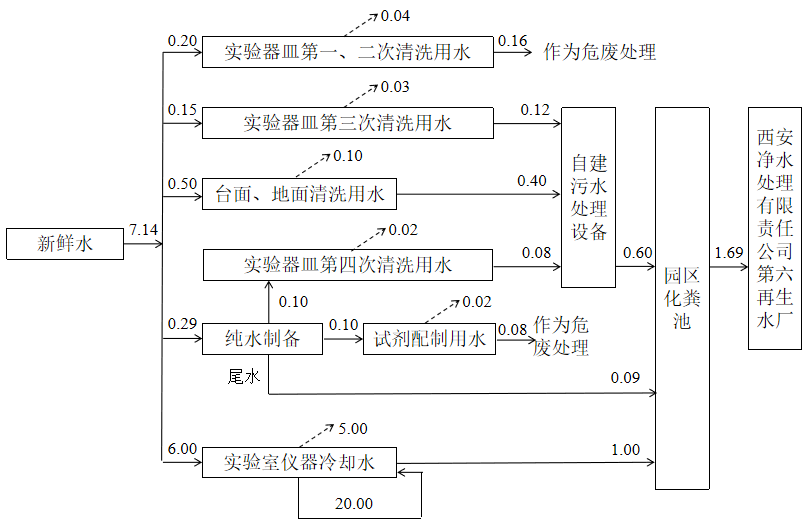 0.04
0.20
实验器皿第一、二次清洗用水
0.16
作为危废处理
0.03
0.15
实验器皿第三次清洗用水
0.12
0.10
0.50
台面、地面清洗用水
0.40
自建
污水
处理
设备
新鲜水
7.14
0.02
实验器皿第四次清洗用水
0.08
0.60
园区
化粪
池
1.69
西安
净水
处理
有限
责任
公司
第六
再生
水厂
0.10
0.02
0.29
纯水制备
0.10
试剂配制用水
0.08
作为危
废处理
尾水
0.09
5.00
6.00
实验室仪器冷却水
1.00
20.00